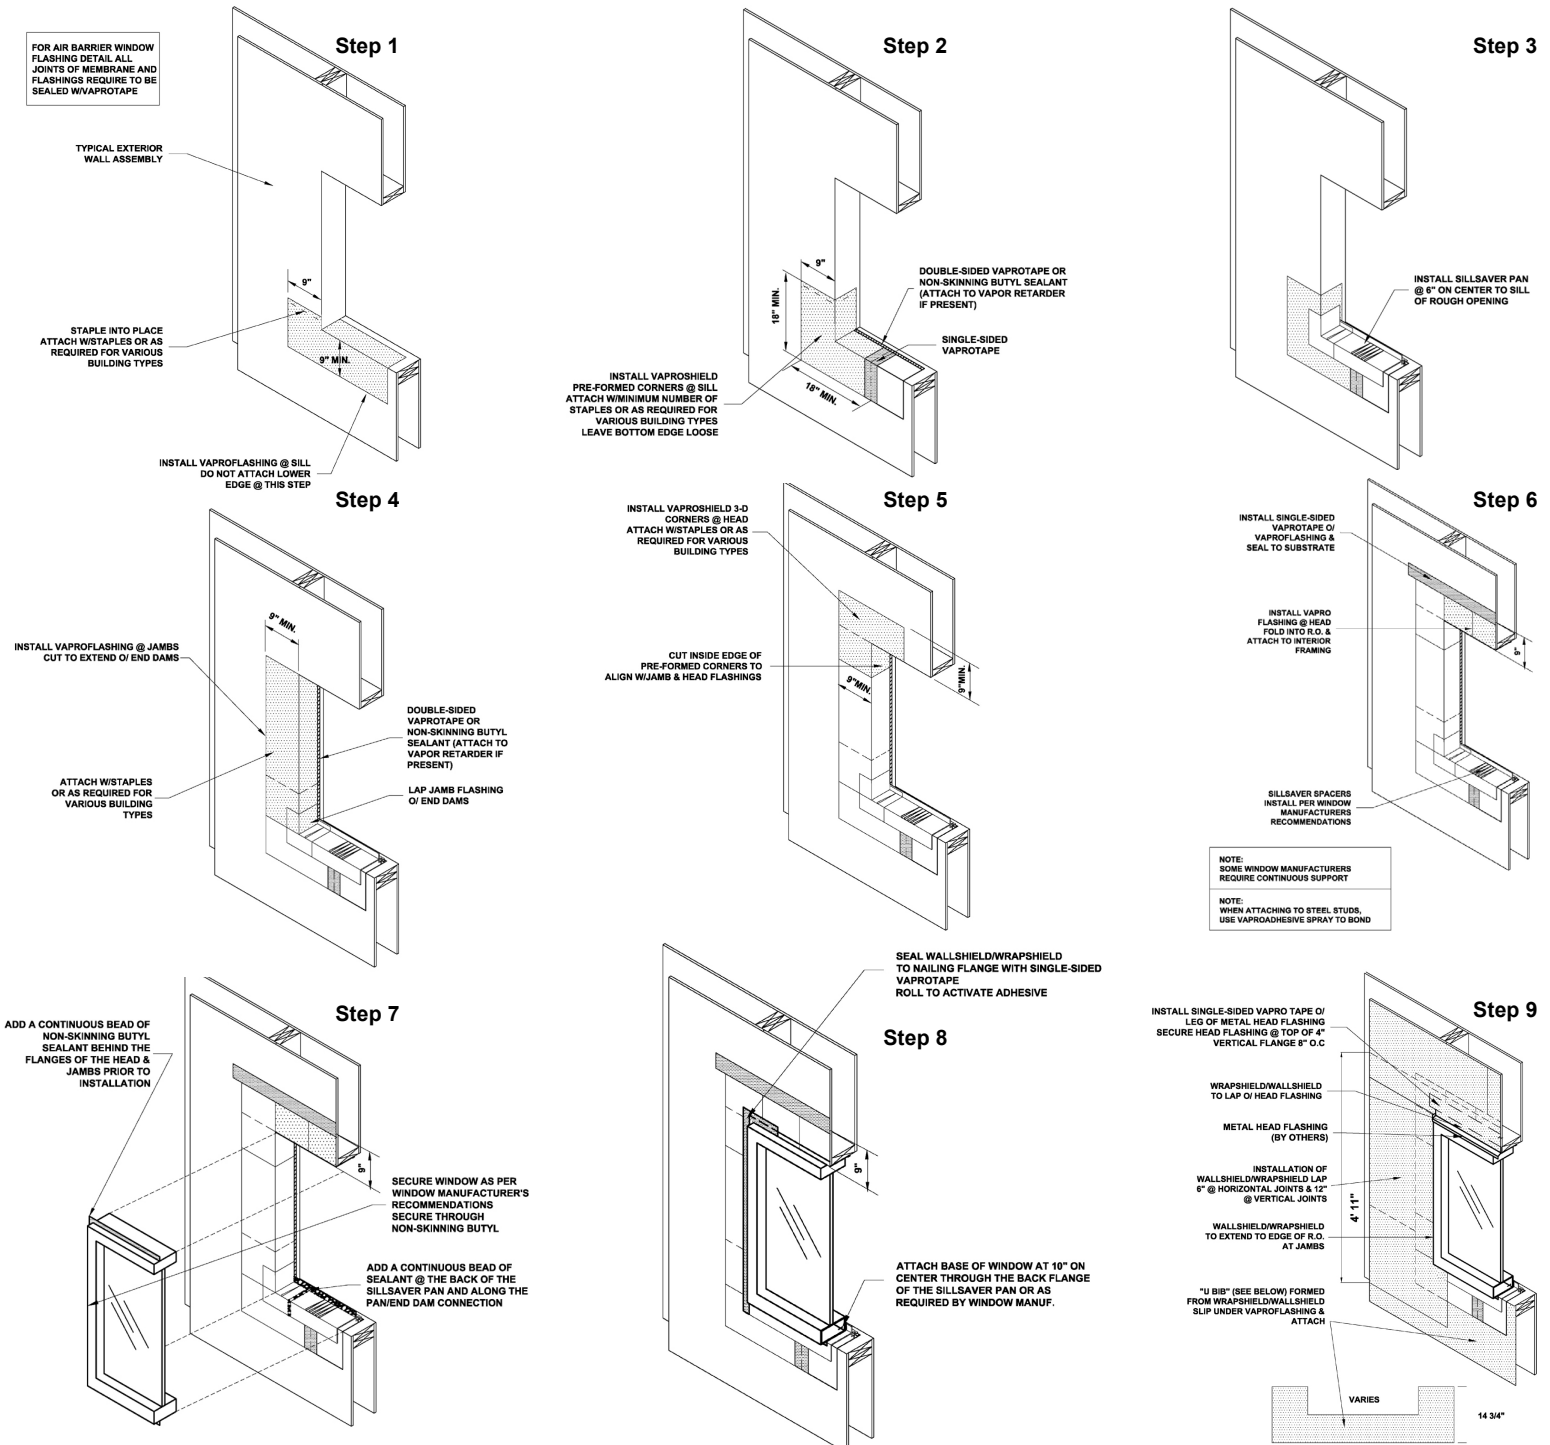 Step 1
FOR AIR BARRIER WINDOW
FLASHING DETAIL ALL
JOINTS OF MEMBRANE AND
FLASHINGS REQUIRE TO BE
SEALED W/VAPROTAPE
TYPICAL EXTERIOR
WALL ASSEMBLY
9"
STAPLE INTO PLACE
ATTACH W/STAPLES OR AS
REQUIRED FOR VARIOUS
BUILDING TYPES
9" MIN.
INSTALL VAPROFLASHING @ SILL
DO NOT ATTACH LOWER
EDGE @ THIS STEP
Step 2
9"
18" MIN.
DOUBLE-SIDED VAPROTAPE OR
NON-SKINNING BUTYL SEALANT
(ATTACH TO VAPOR RETARDER
IF PRESENT)
SINGLE-SIDED
VAPROTAPE
INSTALL VAPROSHIELD
PRE-FORMED CORNERS @ SILL
ATTACH W/MINIMUM NUMBER OF
STAPLES OR AS REQUIRED FOR
VARIOUS BUILDING TYPES
LEAVE BOTTOM EDGE LOOSE
18" MIN.
Step 3
INSTALL SILLSAVER PAN
@ 6" ON CENTER TO SILL
OF ROUGH OPENING
Step 4
9" MIN.
INSTALL VAPROFLASHING @ JAMBS
CUT TO EXTEND O/ END DAMS
DOUBLE-SIDED
VAPROTAPE OR
NON-SKINNING BUTYL
SEALANT (ATTACH TO
VAPOR RETARDER IF
PRESENT)
ATTACH W/STAPLES
OR AS REQUIRED FOR
VARIOUS BUILDING
TYPES
LAP JAMB FLASHING
O/ END DAMS
Step 5
INSTALL VAPROSHIELD 3-D
CORNERS @ HEAD
ATTACH W/STAPLES OR AS
REQUIRED FOR VARIOUS
BUILDING TYPES
CUT INSIDE EDGE OF
PRE-FORMED CORNERS TO
ALIGN W/JAMB & HEAD FLASHINGS
9"MIN.
9"MIN.
Step 6
INSTALL SINGLE-SIDED
VAPROTAPE O/
VAPROFLASHING &
SEAL TO SUBSTRATE
INSTALL VAPRO
FLASHING @ HEAD
FOLD INTO R.O. &
ATTACH TO INTERIOR
FRAMING
9"
SILLSAVER SPACERS
INSTALL PER WINDOW
MANUFACTURERS
RECOMMENDATIONS
NOTE:
SOME WINDOW MANUFACTURERS
REQUIRE CONTINUOUS SUPPORT
NOTE:
WHEN ATTACHING TO STEEL STUDS,
USE VAPROADHESIVE SPRAY TO BOND
Step 7
ADD A CONTINUOUS BEAD OF
NON-SKINNING BUTYL
SEALANT BEHIND THE
FLANGES OF THE HEAD &
JAMBS PRIOR TO
INSTALLATION
9"
SECURE WINDOW AS PER
WINDOW MANUFACTURER'S
RECOMMENDATIONS
SECURE THROUGH
NON-SKINNING BUTYL
ADD A CONTINUOUS BEAD OF
SEALANT @ THE BACK OF THE
SILLSAVER PAN AND ALONG THE
PAN/END DAM CONNECTION
SEAL WALLSHIELD/WRAPSHIELD
TO NAILING FLANGE WITH SINGLE-SIDED
VAPROTAPE
ROLL TO ACTIVATE ADHESIVE
Step 8
9"
ATTACH BASE OF WINDOW AT 10" ON
CENTER THROUGH THE BACK FLANGE
OF THE SILLSAVER PAN OR AS
REQUIRED BY WINDOW MANUF.
Step 9
INSTALL SINGLE-SIDED VAPRO TAPE O/
LEG OF METAL HEAD FLASHING
SECURE HEAD FLASHING @ TOP OF 4"
VERTICAL FLANGE 8" O.C
WRAPSHIELD/WALLSHIELD
TO LAP O/ HEAD FLASHING
METAL HEAD FLASHING
(BY OTHERS)
INSTALLATION OF
WALLSHIELD/WRAPSHIELD LAP
6" @ HORIZONTAL JOINTS & 12"
@ VERTICAL JOINTS
4' 11"
WALLSHIELD/WRAPSHIELD
TO EXTEND TO EDGE OF R.O.
AT JAMBS
"U BIB" (SEE BELOW) FORMED
FROM WRAPSHIELD/WALLSHIELD
SLIP UNDER VAPROFLASHING &
ATTACH
VARIES
14 3/4"